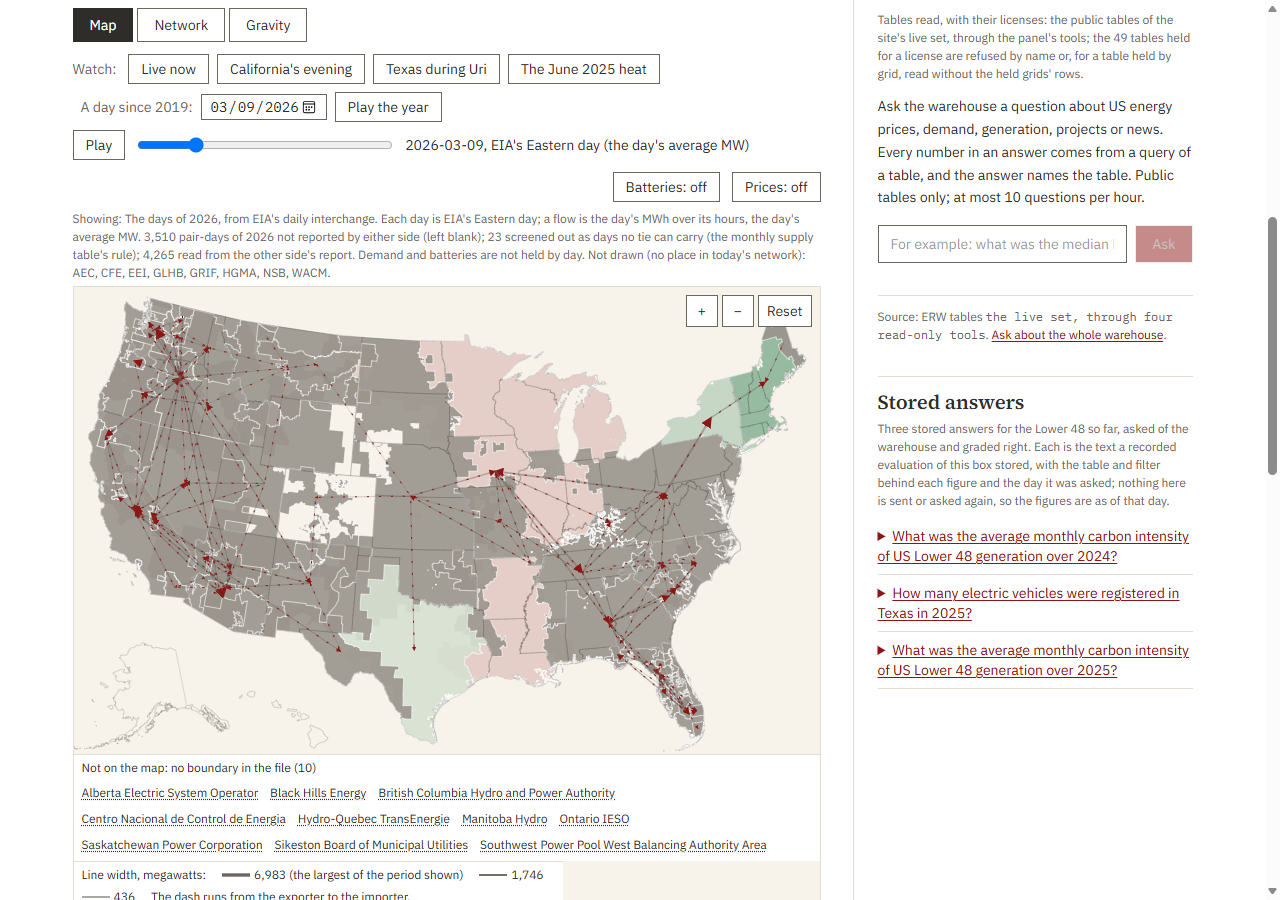 Map
Network
Gravity
Watch:
Live now
California's evening
Texas during Uri
The June 2025 heat
A day since 2019:
03/09/2026
Play the year
Play
2026-03-09, EIA's Eastern day (the day's average MW)
Batteries: off
Prices: off
Showing: The days of 2026, from EIA's daily interchange. Each day is EIA's Eastern day; a flow is the day's MWh over its hours, the day's
average MW. 3,510 pair-days of 2026 not reported by either side (left blank); 23 screened out as days no tie can carry (the monthly supply
table's rule); 4,265 read from the other side's report. Demand and batteries are not held by day. Not drawn (no place in today's network):
AEC, CFE, EEI, GLHB, GRIF, HGMA, NSB, WACM.
+
−
Reset
Not on the map: no boundary in the file (10)
Alberta Electric System Operator
Black Hills Energy
British Columbia Hydro and Power Authority
Centro Nacional de Control de Energia
Hydro-Quebec TransEnergie
Manitoba Hydro
Ontario IESO
Saskatchewan Power Corporation
Sikeston Board of Municipal Utilities
Southwest Power Pool West Balancing Authority Area
Line width, megawatts:
6,983 (the largest of the period shown)
1,746
436
The dash runs from the exporter to the importer.
Tables read, with their licenses: the public tables of the
site's live set, through the panel's tools; the 49 tables held
for a license are refused by name or, for a table held by
grid, read without the held grids' rows.
Ask the warehouse a question about US energy
prices, demand, generation, projects or news.
Every number in an answer comes from a query of
a table, and the answer names the table. Public
tables only; at most 10 questions per hour.
For example: what was the median
Ask
Source: ERW tables the live set, through four
read-only tools. Ask about the whole warehouse.
Stored answers
Three stored answers for the Lower 48 so far, asked of the
warehouse and graded right. Each is the text a recorded
evaluation of this box stored, with the table and filter
behind each figure and the day it was asked; nothing here
is sent or asked again, so the figures are as of that day.
What was the average monthly carbon intensity
of US Lower 48 generation over 2024?
How many electric vehicles were registered in
Texas in 2025?
What was the average monthly carbon intensity
of US Lower 48 generation over 2025?